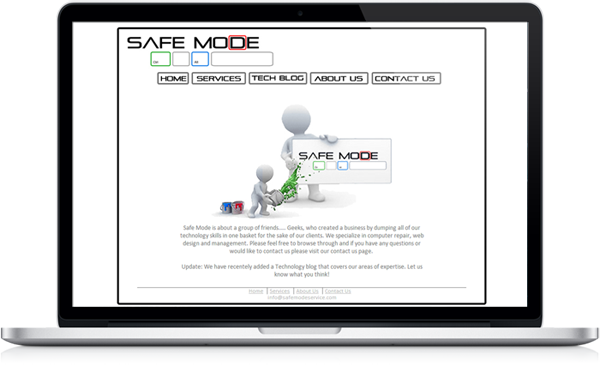 SAFE MODE
Ctrl Alt
HOME SERVICES TECH BLOG ABOUT US CONTACT US
SAFE MODE
Safe Mode is about a group of friends.... Geeks, who created a business by dumping all of our
technology skills in one basket for the sake of our clients. We specialize in computer repair, web
design and management. Please feel free to browse through and if you have any questions or
would like to contact us please visit our contact us page.
Update: We have recentely added a Technology blog that covers our areas of expertise. Let us
know what you think!
Home | Services | About Us | Contact Us
info@safemodeservice.com